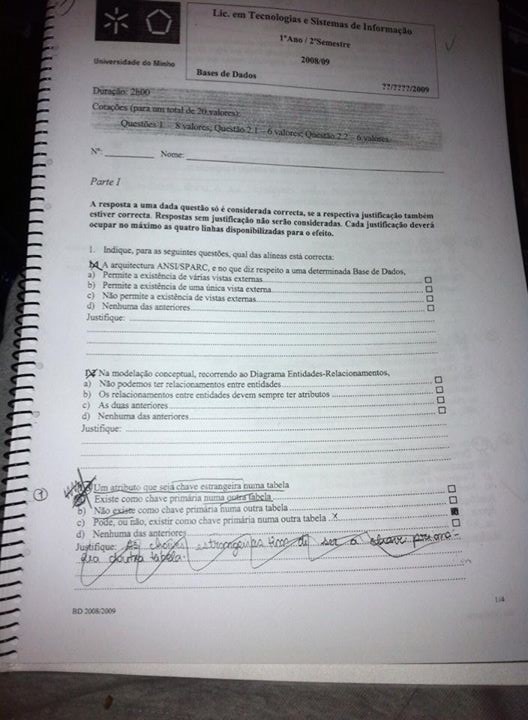 Lic. em Tecnologias e Sistemas de Informação
1ºAno / 2ºSemestre
2008/09
Universidade do Minho
Bases de Dados
??/????/2009
Duração: 2h00
Cotações (para um total de 20 valores):
Questões 1 – 8 valores; Questão 2.1 – 6 valores; Questão 2.2 – 6 valores
Nº: Nome:
Parte I
A resposta a uma dada questão só é considerada correcta, se a respectiva justificação também
estiver correcta. Respostas sem justificação não serão consideradas. Cada justificação deverá
ocupar no máximo as quatro linhas disponibilizadas para o efeito.
1. Indique, para as seguintes questões, qual das alíneas está correcta:
A arquitectura ANSI/SPARC, e no que diz respeito a uma determinada Base de Dados,
a) Permite a existência de várias vistas externas
b) Permite a existência de uma única vista externa
c) Não permite a existência de vistas externas
d) Nenhuma das anteriores
Justifique:
Na modelação conceptual, recorrendo ao Diagrama Entidades-Relacionamentos,
a) Não podemos ter relacionamentos entre entidades
b) Os relacionamentos entre entidades devem sempre ter atributos
c) As duas anteriores
d) Nenhuma das anteriores
Justifique:
Um atributo que seja chave estrangeira numa tabela
Existe como chave primária numa outra tabela
b) Não existe como chave primária numa outra tabela
c) Pode, ou não, existir como chave primária numa outra tabela x
d) Nenhuma das anteriores
Justifique: As chaves estrangeiras de ser a chave prima-
ria doutra tabela.
BD 2008/2009
1/4